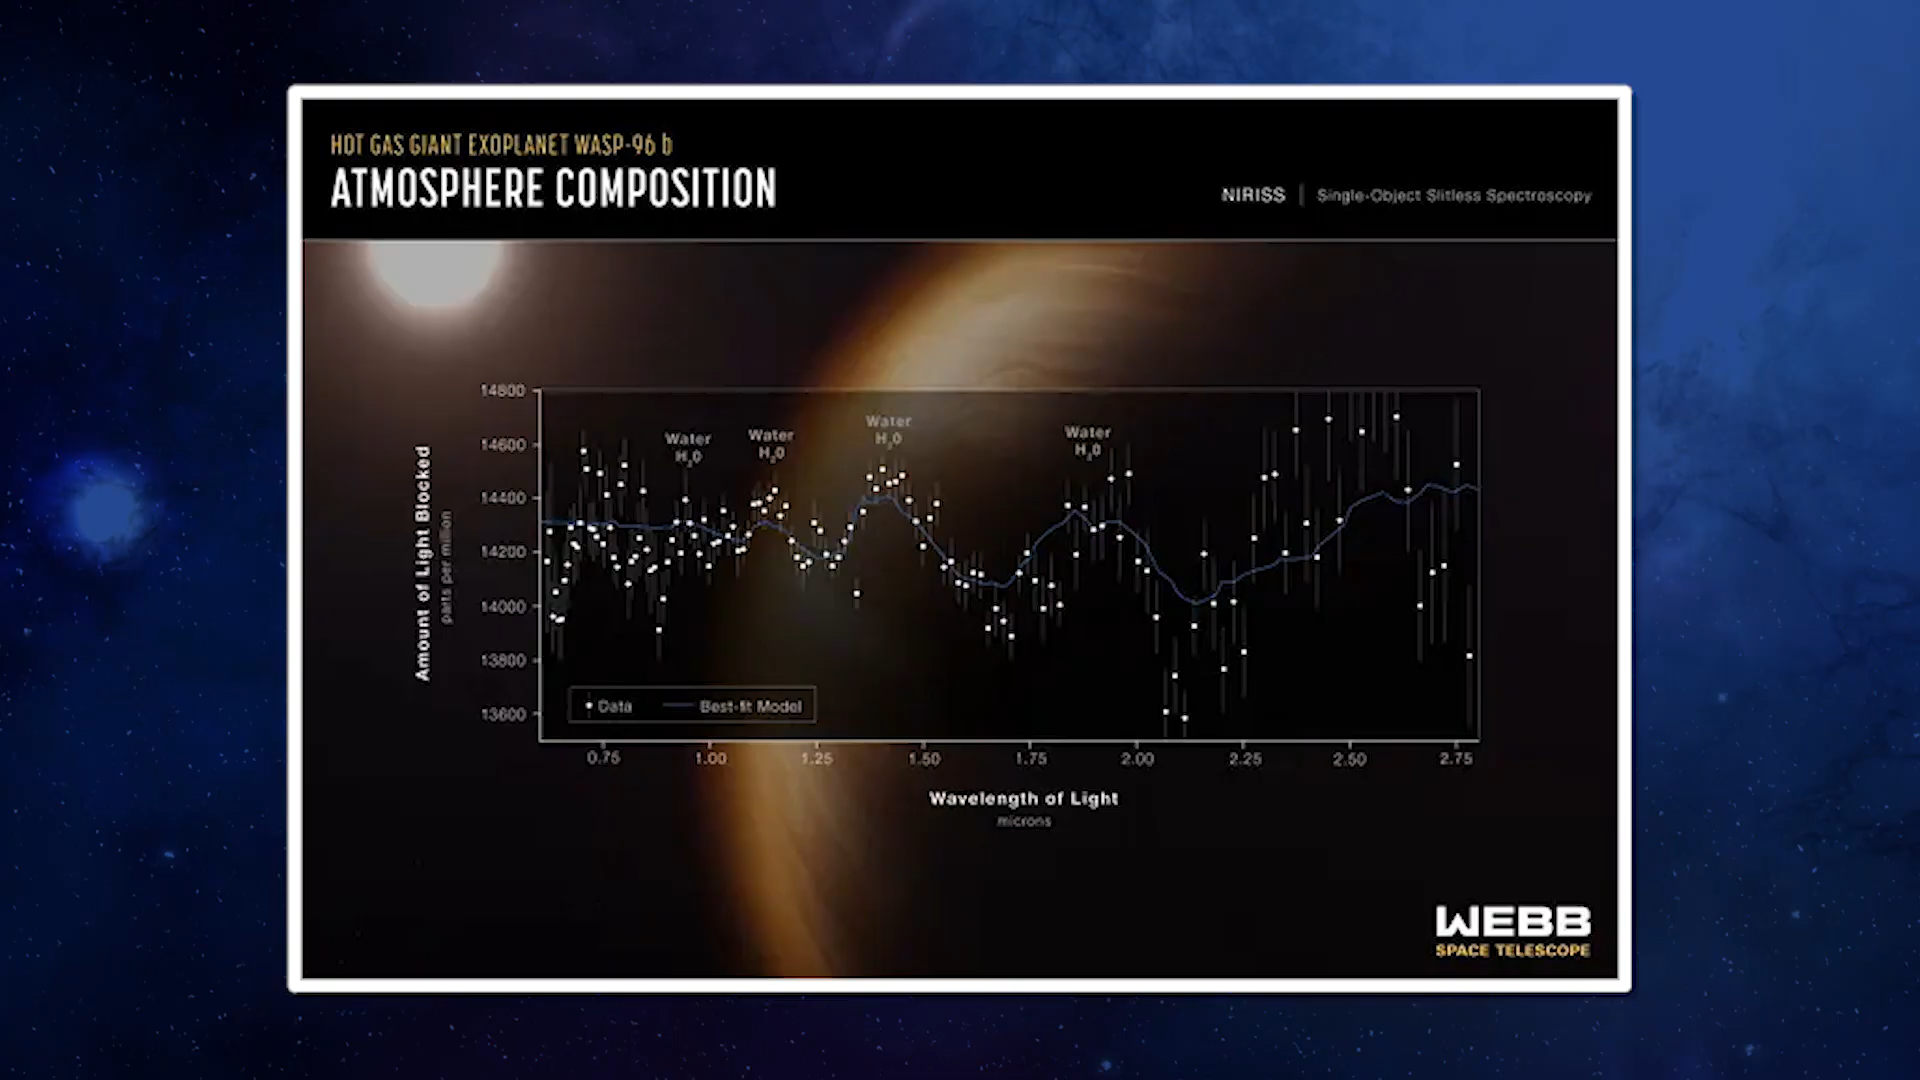 HOT GAS GIANT EXOPLANET WASP-96 b
ATMOSPHERE COMPOSITION
NIRISS | Single-Object Slitless Spectroscopy
Amount of Light Blocked
parts per million
14800
14600
14400
14200
14000
13800
13600
Water
H₂O
Water
H₂O
Water
H₂O
Water
H₂O
Data
Best-fit Model
0.75 1.00 1.25 1.50 1.75 2.00 2.25 2.50 2.75
Wavelength of Light
microns
WEBB
SPACE TELESCOPE